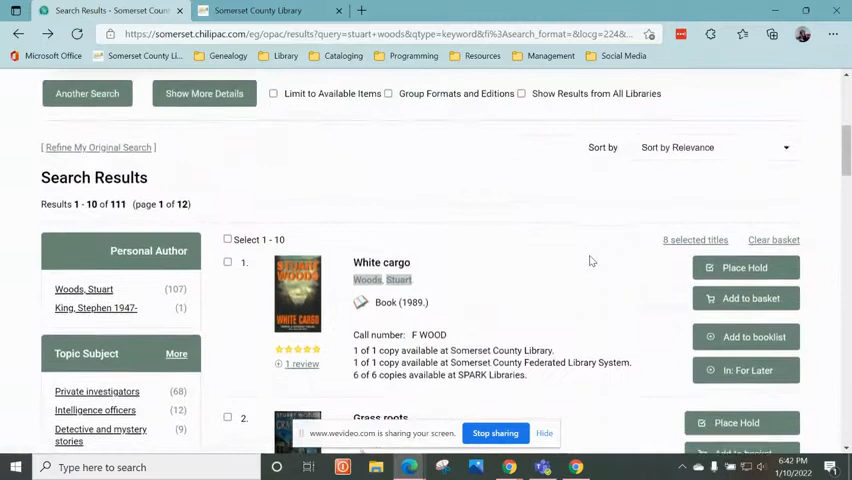 Search Results - Somerset Coun
Somerset County Library
https://somerset.chilipac.com/eg/opac/results?query=stuart+woods&qtype=keyword&fi%3Asearch_format=&locg=224&...
Microsoft Office
Somerset County Li...
Genealogy
Library
Cataloging
Programming
Resources
Management
Social Media
Another Search
Show More Details
Limit to Available Items
Group Formats and Editions
Show Results from All Libraries
[ Refine My Original Search ]
Sort by
Sort by Relevance
Search Results
Results 1 - 10 of 111 (page 1 of 12)
Personal Author
Woods, Stuart (107)
King, Stephen 1947- (1)
Topic Subject More
Private investigators (68)
Intelligence officers (12)
Detective and mystery (9)
stories
Select 1 - 10
8 selected titles
Clear basket
1.
STUART
WOODS
WHITE CARGO
White cargo
Woods, Stuart
Book (1989.)
Call number: F WOOD
1 of 1 copy available at Somerset County Library.
1 of 1 copy available at Somerset County Federated Library System.
6 of 6 copies available at SPARK Libraries.
1 review
Place Hold
Add to basket
Add to booklist
In: For Later
2.
Grass roots
Place Hold
www.wevideo.com is sharing your screen.
Stop sharing
Hide
Type here to search
6:42 PM
1/10/2022